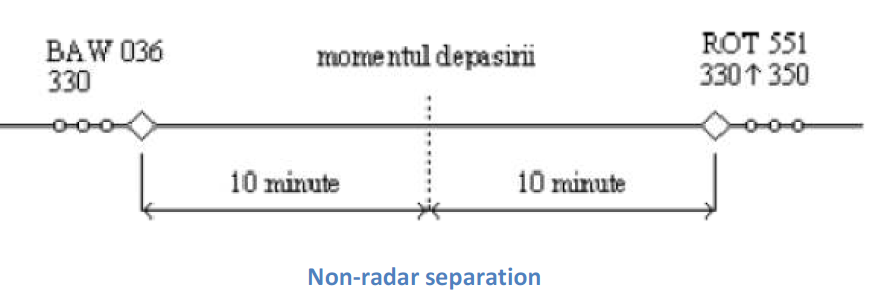 BAW 036
330
momentul depasirii
ROT 551
330↑350
10 minute
10 minute
Non-radar separation